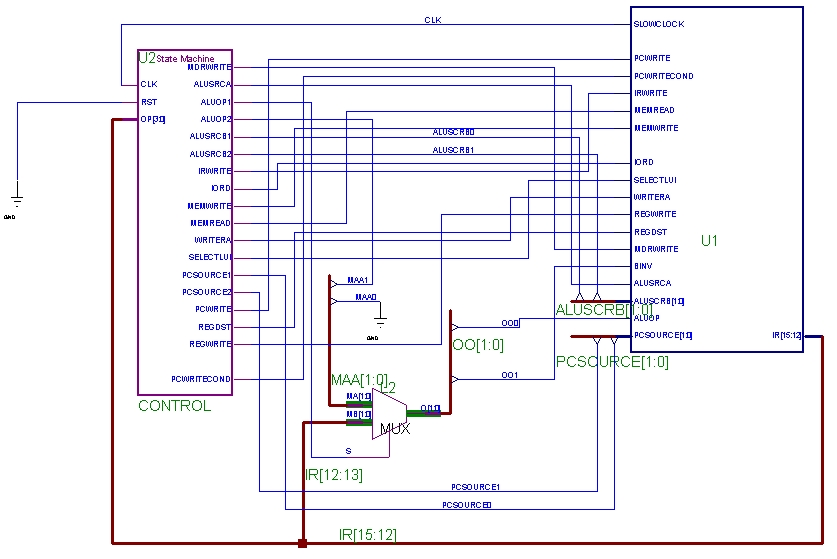 CLK
SLOWCLOCK
U2 State Machine
PCWRITE
MDRWRITE
PCWRITECOND
CLK
ALUSRCA
IRWRITE
RST
ALUOP1
MEMREAD
OP[3:0]
ALUOP2
MEMWRITE
ALUSRCB1
ALUSCRB0
ALUSRCB2
ALUSCRB1
IORD
IRWRITE
SELECTLUI
IORD
WRITERA
MEMWRITE
REGWRITE
MEMREAD
REGDST
WRITERA
U1
MDRWRITE
SELECTLUI
BINV
PCSOURCE1
MAA1
ALUSRCA
PCSOURCE2
MAA0
ALUSCRB[1:0]
GND
PCWRITE
ALUSCRB[1:0]
ALUOP
REGDST
OO0
GND
PCSOURCE[1:0]
IR[15:12]
REGWRITE
OO[1:0]
PCSOURCE[1:0]
PCWRITECOND
OO1
MAA[1:0]
L2
MA[1:0]
CONTROL
MB[1:0]
O[1:0]
MUX
S
IR[12:13]
PCSOURCE1
PCSOURCE0
IR[15:12]